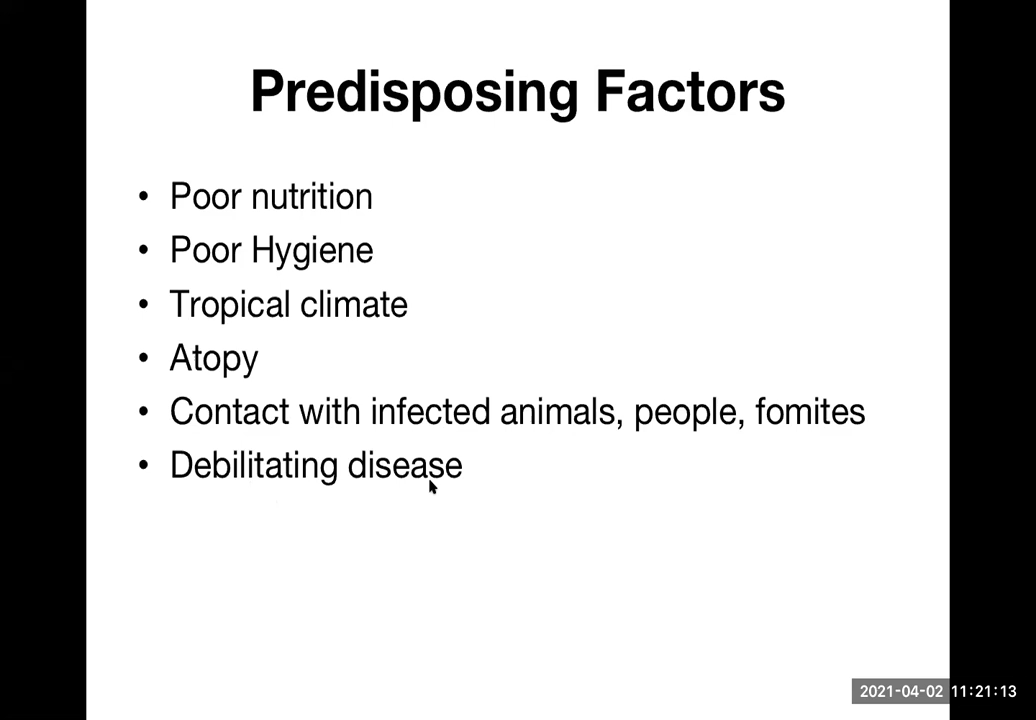 Predisposing Factors
• Poor nutrition
• Poor Hygiene
• Tropical climate
• Atopy
• Contact with infected animals, people, fomites
• Debilitating disease
2021-04-02 11:21:13